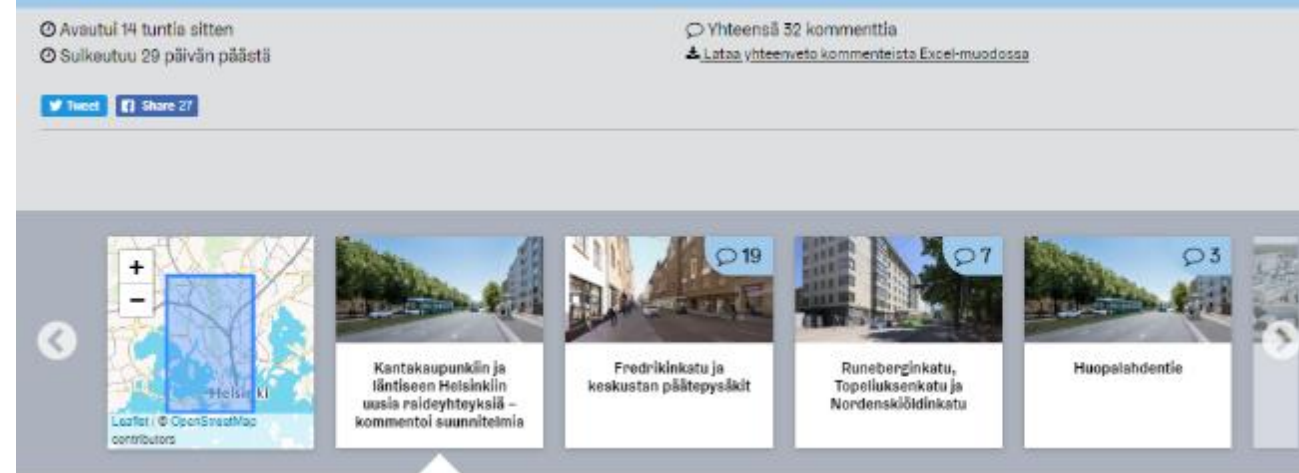 Avautui 14 tuntia sitten
Sulkeutuu 29 päivän päästä
Yhteensä 32 kommenttia
Lataa yhteenveto kommenteista Excel-muodossa
Tweet
Share 27
+
−
Helsinki
Leaflet | © OpenStreetMap
contributors
Kantakaupunkiin ja
läntiseen Helsinkiin
uusia raideyhteyksiä –
kommentoi suunnitelmia
19
Fredrikinkatu ja
keskustan päätepysäkit
7
Runeberginkatu,
Topeliuksenkatu ja
Nordenskiöldinkatu
3
Huopalahdentie